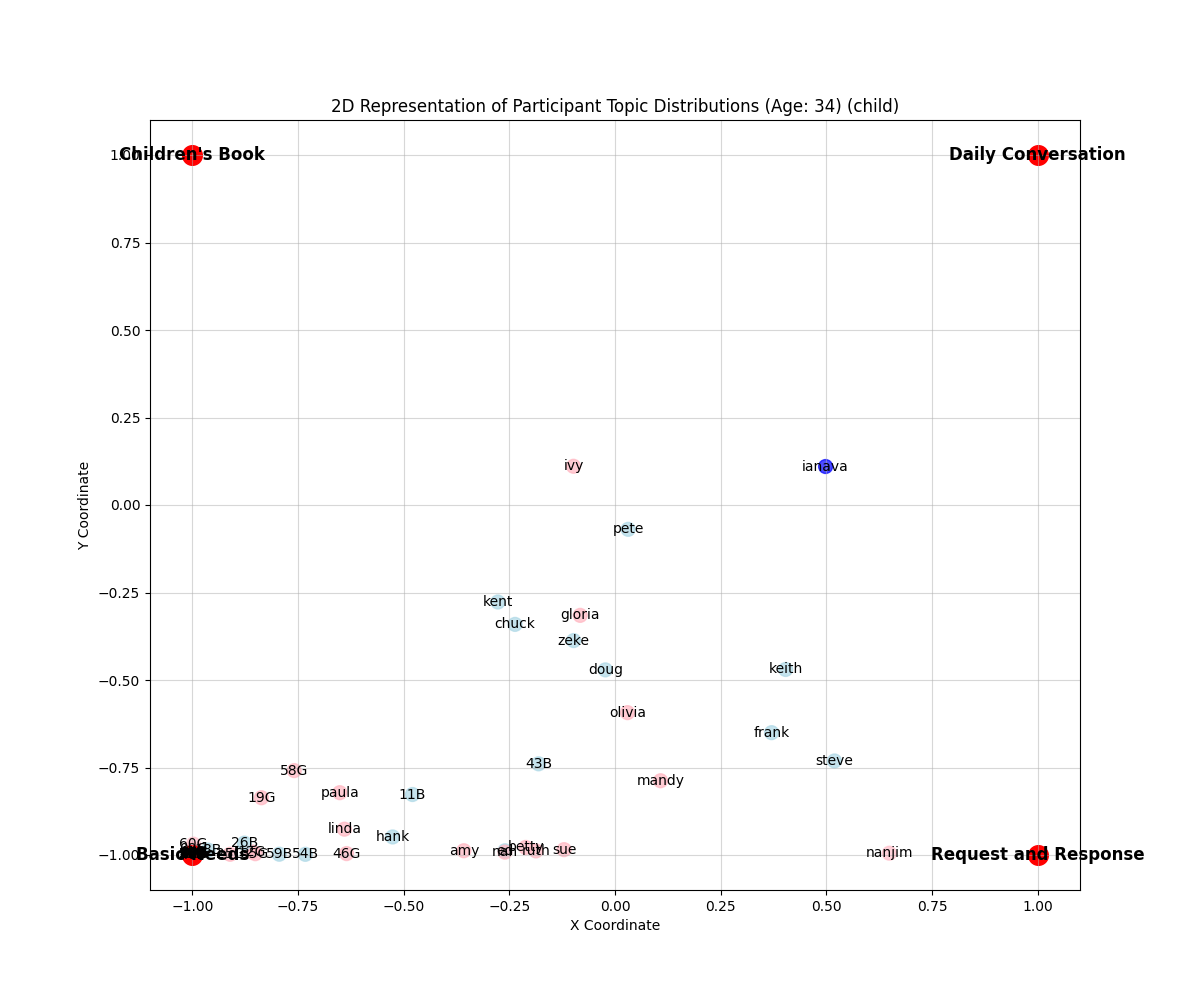 2D Representation of Participant Topic Distributions (Age: 34) (child)
1.00
Children's Book
Daily Conversation
0.75
0.50
0.25
ivy
ianava
0.00
pete
−0.25
kent
gloria
chuck
zeke
doug
keith
−0.50
olivia
frank
43B
steve
−0.75
58G
mandy
paula
11B
19G
linda
hank
60G
26B
betty
sue
amy
ruth
nanjim
59B
54B
46G
−1.00
Basic Needs
Request and Response
−1.00
−0.75
−0.50
−0.25
0.00
0.25
0.50
0.75
1.00
X Coordinate
Y Coordinate